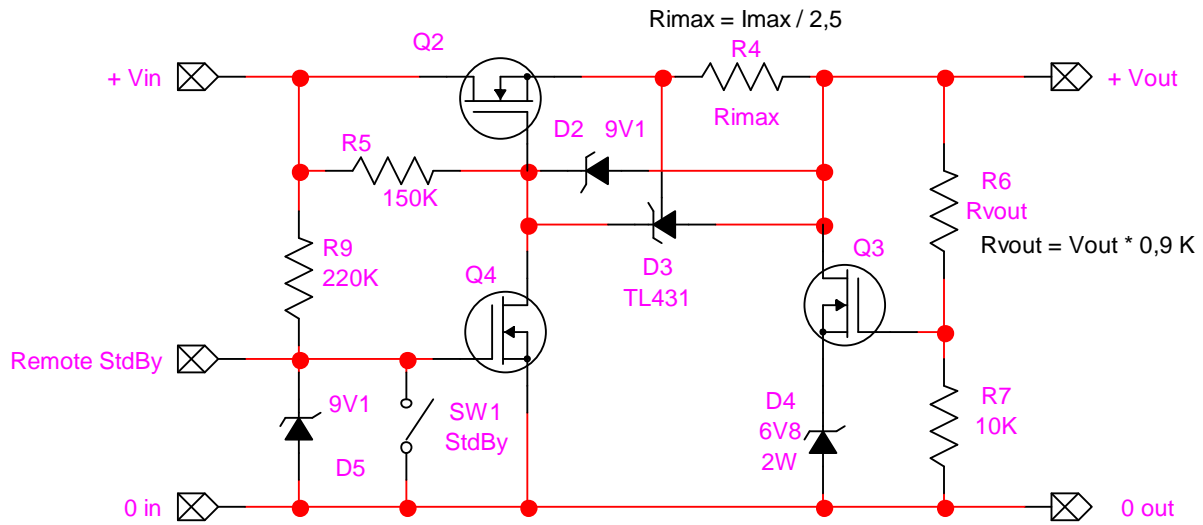 Rimax = Imax / 2,5
Q2
R4
+ Vin
+ Vout
D2 9V1
Rimax
R5
150K
R6
Rvout
Rvout = Vout * 0,9 K
R9
220K
Q4
D3
TL431
Q3
Remote StdBy
9V1
SW1
StdBy
D4
6V8
2W
R7
10K
D5
0 in
0 out